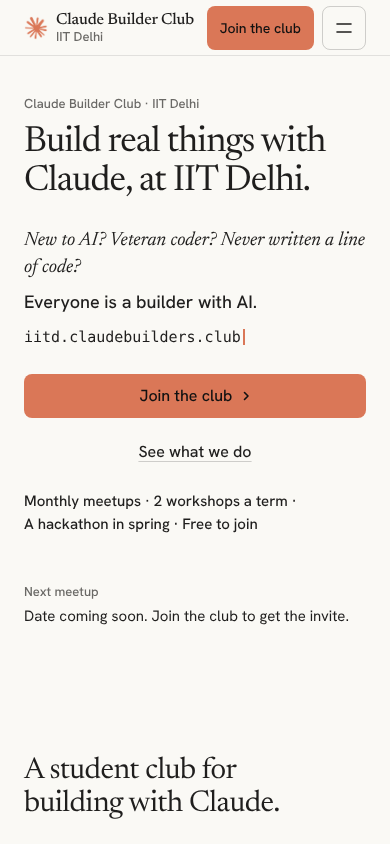 Claude Builder Club
IIT Delhi
Join the club
Claude Builder Club · IIT Delhi
Build real things with
Claude, at IIT Delhi.
New to AI? Veteran coder? Never written a line
of code?
Everyone is a builder with AI.
iitd.claudebuilders.club
Join the club
See what we do
Monthly meetups · 2 workshops a term ·
A hackathon in spring · Free to join
Next meetup
Date coming soon. Join the club to get the invite.
A student club for
building with Claude.